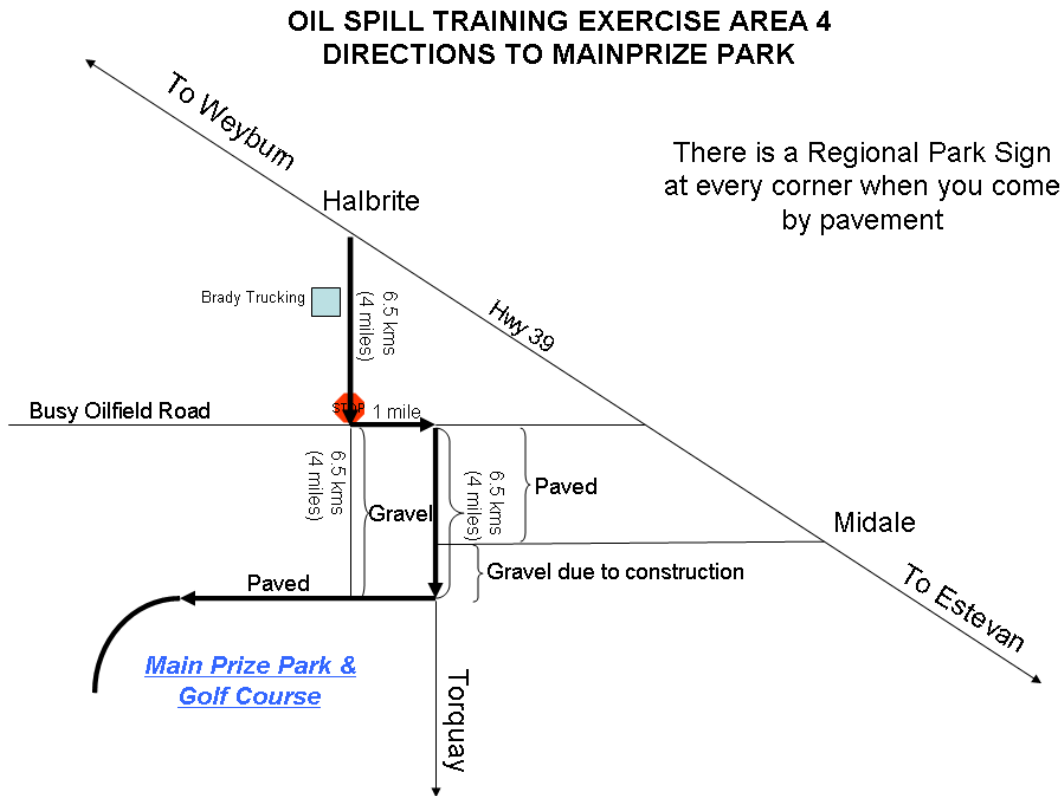 OIL SPILL TRAINING EXERCISE AREA 4
DIRECTIONS TO MAINPRIZE PARK
To Weyburn
There is a Regional Park Sign
at every corner when you come
by pavement
Halbrite
Brady Trucking
6.5 kms
(4 miles)
Hwy 39
STOP
Busy Oilfield Road
1 mile
6.5 kms
(4 miles)
Gravel
6.5 kms
(4 miles)
Paved
Midale
Gravel due to construction
Paved
To Estevan
Main Prize Park &
Golf Course
Torquay